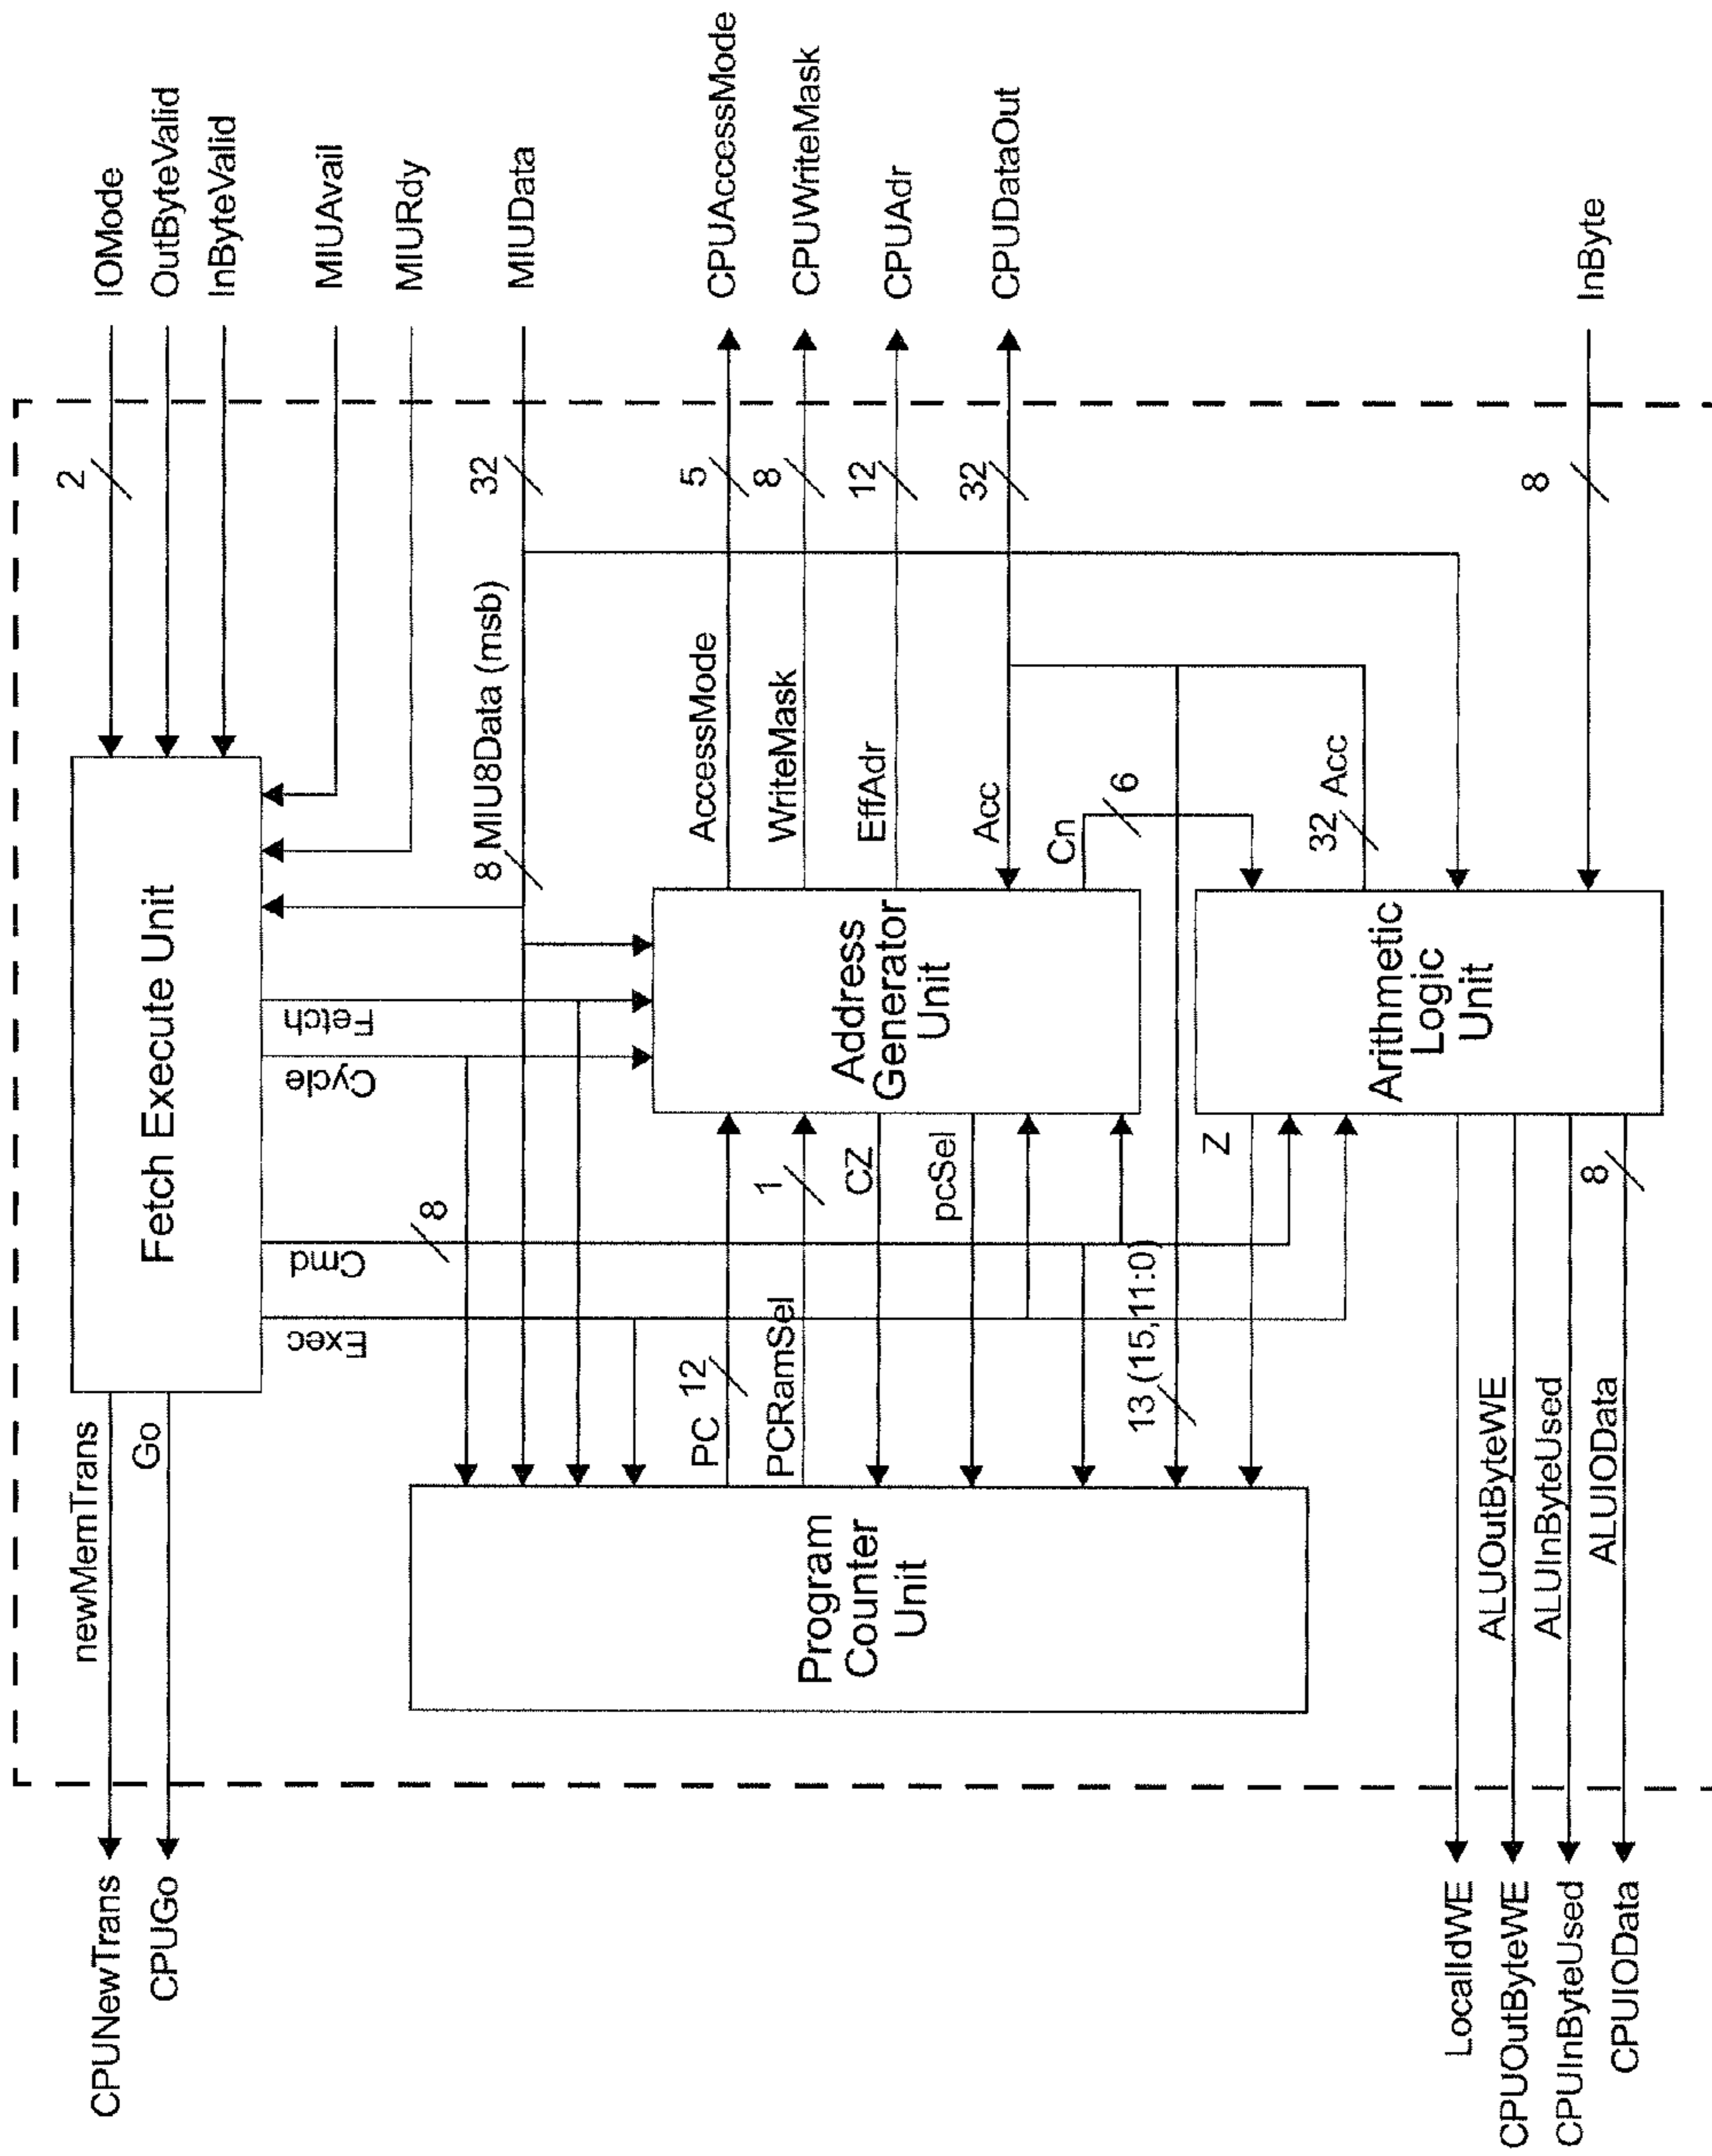 CPUNewTrans
newMemTrans
2
IOMode
CPUGo
Go
OutByteValid
InByteValid
Fetch Execute Unit
MIUAvail
MIURdy
Exec
Cmd
Cycle
Fetch
8
8 MIU8Data (msb)
32
MIUData
PC 12
AccessMode
5
CPUAccessMode
PCRamSel
1
WriteMask
8
CPUWriteMask
Program
Counter
Unit
CZ
Address
Generator
Unit
EffAdr
12
CPUAdr
pcSel
Acc
32
CPUDataOut
Cn
6
13 (15,11:0)
Z
32 Acc
Arithmetic
Logic
Unit
LocalIdWE
CPUOutByteWE
ALUOutByteWE
CPUInByteUsed
ALUInByteUsed
8
InByte
CPUIOData
ALUIOData
8